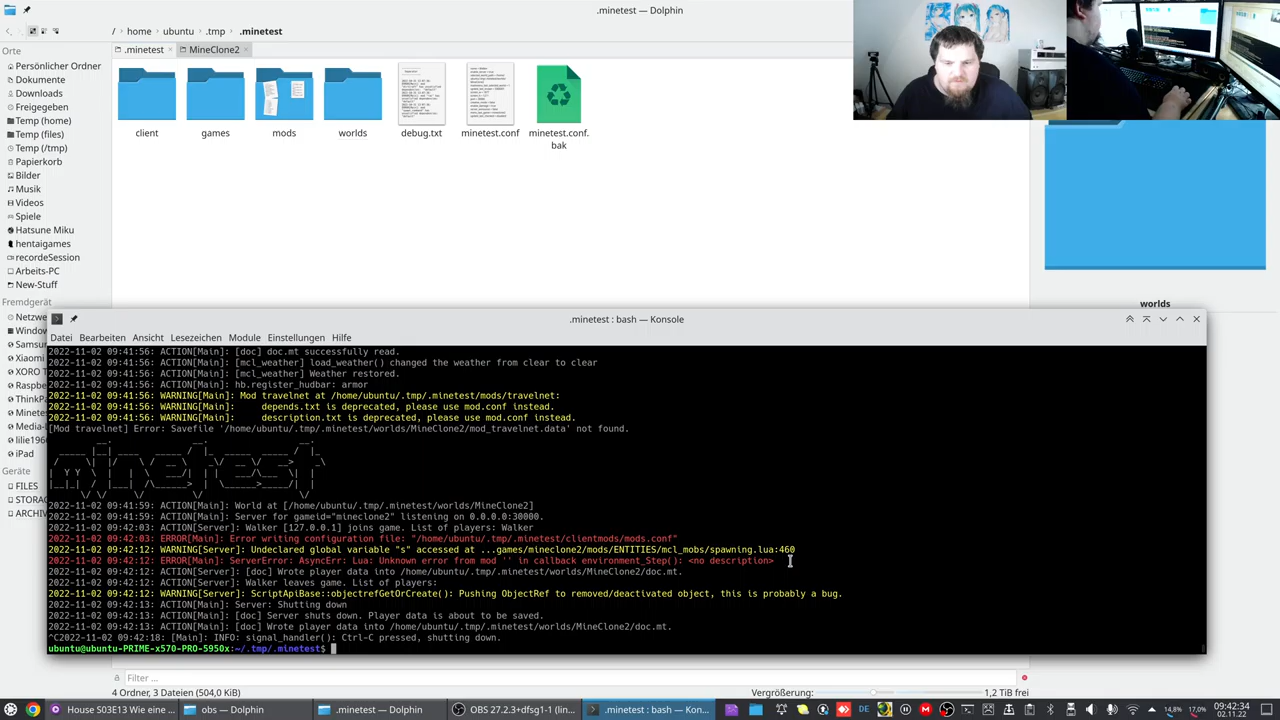 .minetest — Dolphin
/ home ubuntu .tmp .minetest
.minetest MineClone2
Orte
Persönlicher Ordner
Dokumente
Downloads
Freigegeben
Temp (home)
Temp (files)
Temp (/tmp)
Papierkorb
Bilder
Musik
Videos
Spiele
Hatsune Miku
hentaigames
recordeSession
Arbeits-PC
New-Stuff
Fremdgerät
Netzwe
Window
Samsu
Xiaomi
XORO T
Raspbe
ThinkPa
Minete
Media-
lilie196
iPad
Geräte
FILES
STORA
ARCHIV
client
games
mods
worlds
debug.txt
minetest.conf
minetest.conf.
bak
worlds
.minetest : bash — Konsole
Datei Bearbeiten Ansicht Lesezeichen Module Einstellungen Hilfe
2022-11-02 09:41:56: ACTION[Main]: [doc] doc.mt successfully read.
2022-11-02 09:41:56: ACTION[Main]: [mcl_weather] load_weather() changed the weather from clear to clear
2022-11-02 09:41:56: ACTION[Main]: [mcl_weather] Weather restored.
2022-11-02 09:41:56: ACTION[Main]: hb.register_hudbar: armor
2022-11-02 09:41:56: WARNING[Main]: Mod travelnet at /home/ubuntu/.tmp/.minetest/mods/travelnet:
2022-11-02 09:41:56: WARNING[Main]: depends.txt is deprecated, please use mod.conf instead.
2022-11-02 09:41:56: WARNING[Main]: description.txt is deprecated, please use mod.conf instead.
[Mod travelnet] Error: Savefile '/home/ubuntu/.tmp/.minetest/worlds/MineClone2/mod_travelnet.data' not found.
2022-11-02 09:41:59: ACTION[Main]: World at [/home/ubuntu/.tmp/.minetest/worlds/MineClone2]
2022-11-02 09:41:59: ACTION[Main]: Server for gameid="mineclone2" listening on 0.0.0.0:30000.
2022-11-02 09:42:03: ACTION[Server]: Walker [127.0.0.1] joins game. List of players: Walker
2022-11-02 09:42:03: ERROR[Main]: Error writing configuration file: "/home/ubuntu/.tmp/.minetest/clientmods/mods.conf"
2022-11-02 09:42:12: WARNING[Server]: Undeclared global variable "s" accessed at ...games/mineclone2/mods/ENTITIES/mcl_mobs/spawning.lua:460
2022-11-02 09:42:12: ERROR[Main]: ServerError: AsyncErr: Lua: Unknown error from mod '' in callback environment_Step(): <no description>
2022-11-02 09:42:12: ACTION[Server]: [doc] Wrote player data into /home/ubuntu/.tmp/.minetest/worlds/MineClone2/doc.mt.
2022-11-02 09:42:12: ACTION[Server]: Walker leaves game. List of players:
2022-11-02 09:42:12: WARNING[Server]: ScriptApiBase::objectrefGetOrCreate(): Pushing ObjectRef to removed/deactivated object, this is probably a bug.
2022-11-02 09:42:13: ACTION[Main]: Server: Shutting down
2022-11-02 09:42:13: ACTION[Main]: [doc] Server shuts down. Player data is about to be saved.
2022-11-02 09:42:13: ACTION[Main]: [doc] Wrote player data into /home/ubuntu/.tmp/.minetest/worlds/MineClone2/doc.mt.
^C2022-11-02 09:42:18: [Main]: INFO: signal_handler(): Ctrl-C pressed, shutting down.
ubuntu@ubuntu-PRIME-x570-PRO-5950x:~/.tmp/.minetest$
Filter ...
4 Ordner, 3 Dateien (504,0 KiB)
Vergrößerung:
1,2 TiB frei
House S03E13 Wie eine ...
obs — Dolphin
.minetest — Dolphin
OBS 27.2.3+dfsg1-1 (lin...
.minetest : bash — Kon...
DE
14,8%
17,0%
09:42:34
02.11.22